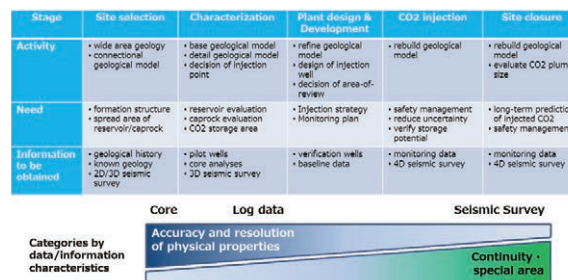 Stage Site selection Characterization Plant design & Development CO2 injection Site closure
Activity
• wide area geology
• connectional geological model
• base geological model
• detail geological model
• decision of injection point
• refine geological model
• design of injection well
• decision of area-of-review
• rebuild geological model
• rebuild geological model
• evaluate CO2 plum size
Need
• formation structure
• spread area of reservoir/caprock
• reservoir evaluation
• caprock evaluation
• CO2 storage area
• Injection strategy
• Monitoring plan
• safety management
• reduce uncertainty
• verify storage potential
• long-term predictio
of injected CO2
• safety management
Information to be obtained
• geological history
• known geology
• 2D/3D seismic survey
• pilot wells
• core analyses
• 3D seismic survey
• verification wells
• baseline data
• monitoring data
• 4D seismic survey
• monitoring data
• 4D seismic survey
Core Log data Seismic Survey
Categories by data/information characteristics
Accuracy and resolution of physical properties
Continuity・
special area